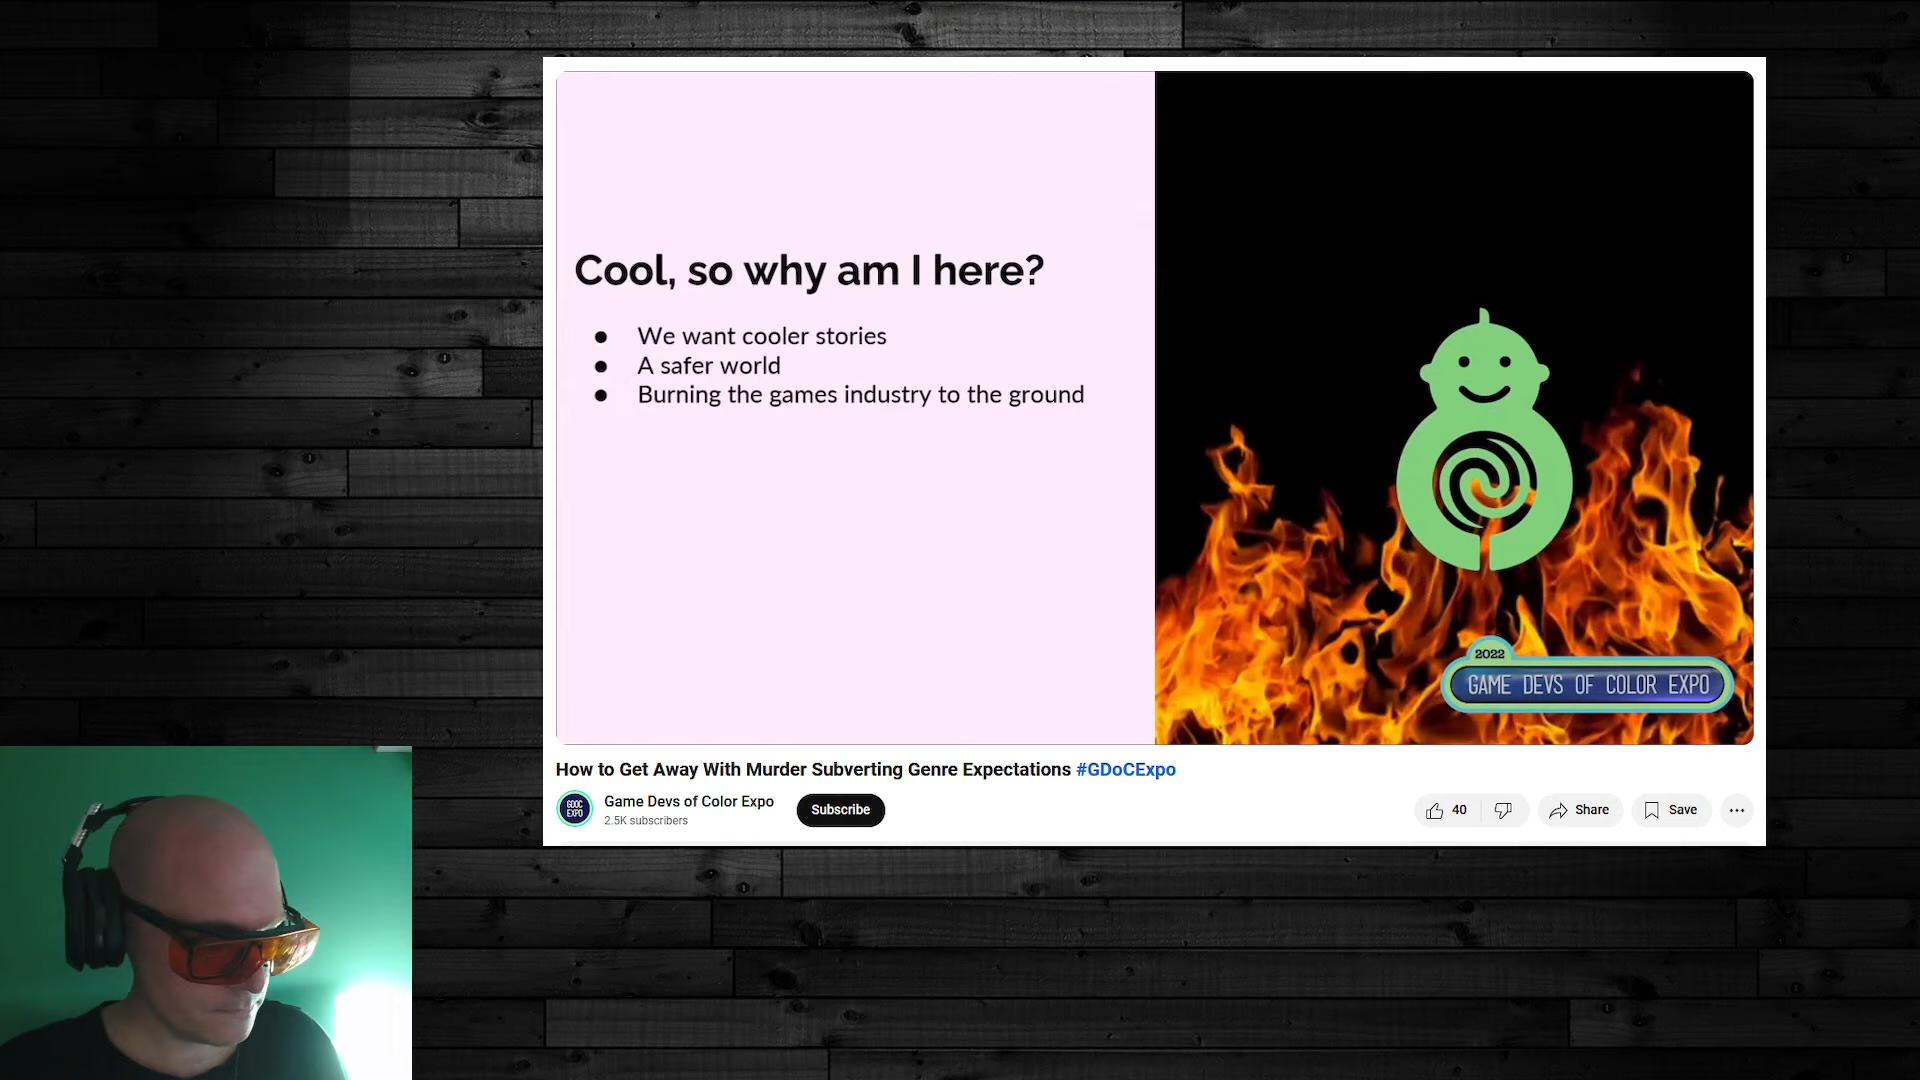 Cool, so why am I here?
● We want cooler stories
● A safer world
● Burning the games industry to the ground
2022
GAME DEVS OF COLOR EXPO
How to Get Away With Murder Subverting Genre Expectations #GDoCExpo
GDOC
EXPO
Game Devs of Color Expo
2.5K subscribers
Subscribe
40
Share
Save